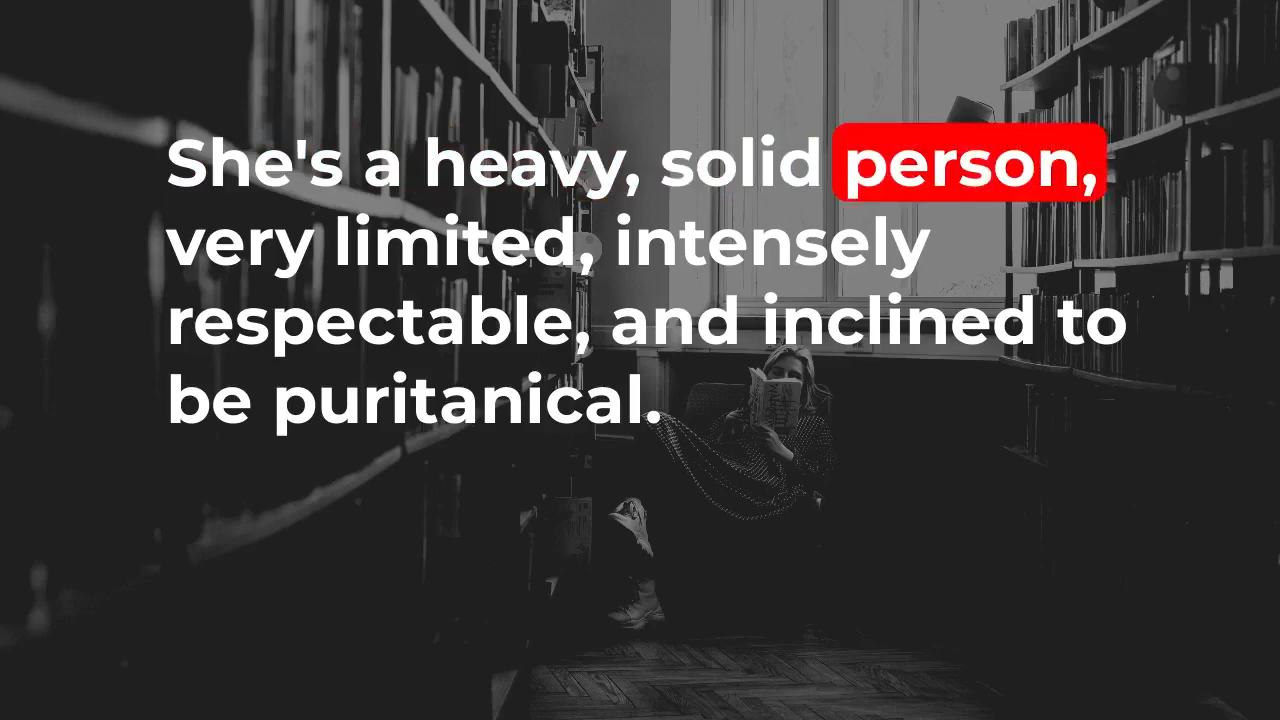 She's a heavy, solid person,
very limited, intensely
respectable, and inclined to
be puritanical.